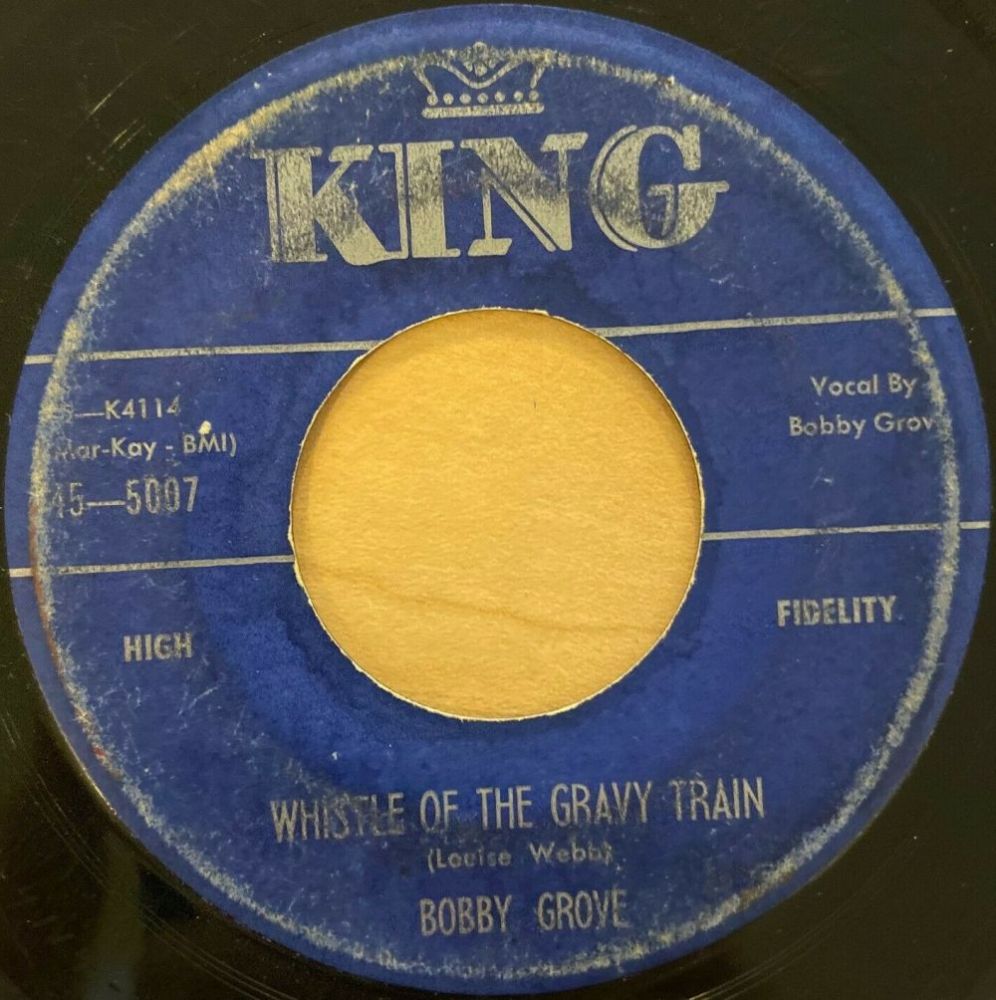 KING
K4114
Mar-Kay - BMI)
45—5007
Vocal By
Bobby Grov
HIGH
FIDELITY
WHISTLE OF THE GRAVY TRAIN
(Louise Webb)
BOBBY GROVE